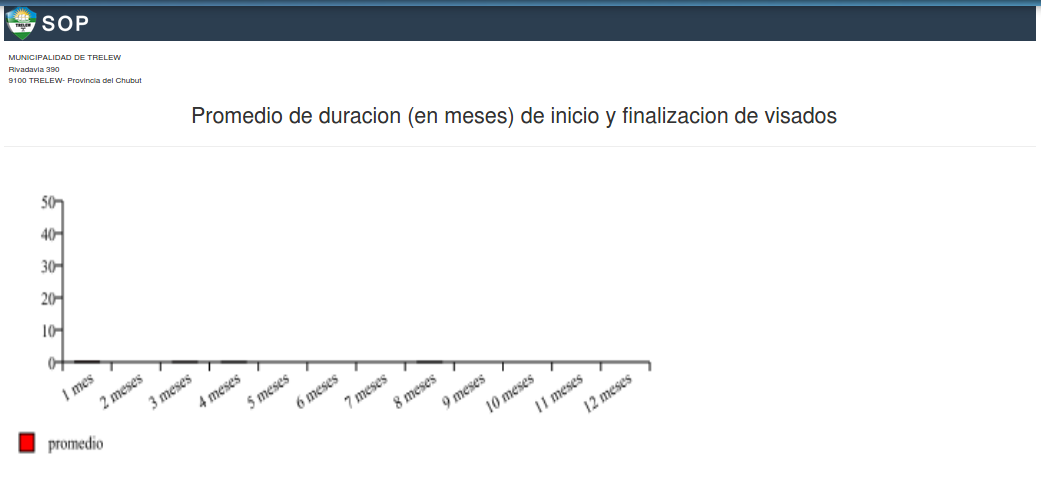 TRELEW
SOP
MUNICIPALIDAD DE TRELEW
Rivadavia 390
9100 TRELEW- Provincia del Chubut
Promedio de duracion (en meses) de inicio y finalizacion de visados
50
40
30
20
10
0
1 mes
2 meses
3 meses
4 meses
5 meses
6 meses
7 meses
8 meses
9 meses
10 meses
11 meses
12 meses
promedio